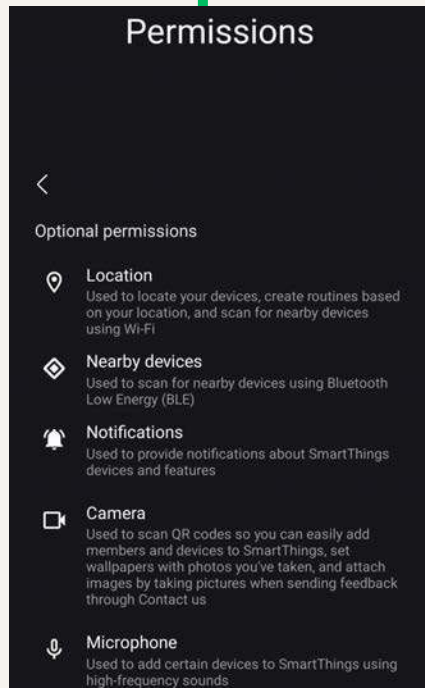 Permissions
Optional permissions
Location
Used to locate your devices, create routines based
on your location, and scan for nearby devices
using Wi-Fi
Nearby devices
Used to scan for nearby devices using Bluetooth
Low Energy (BLE)
Notifications
Used to provide notifications about SmartThings
devices and features
Camera
Used to scan QR codes so you can easily add
members and devices to SmartThings, set
wallpapers with photos you've taken, and attach
images by taking pictures when sending feedback
through Contact us
Microphone
Used to add certain devices to SmartThings using
high-frequency sounds